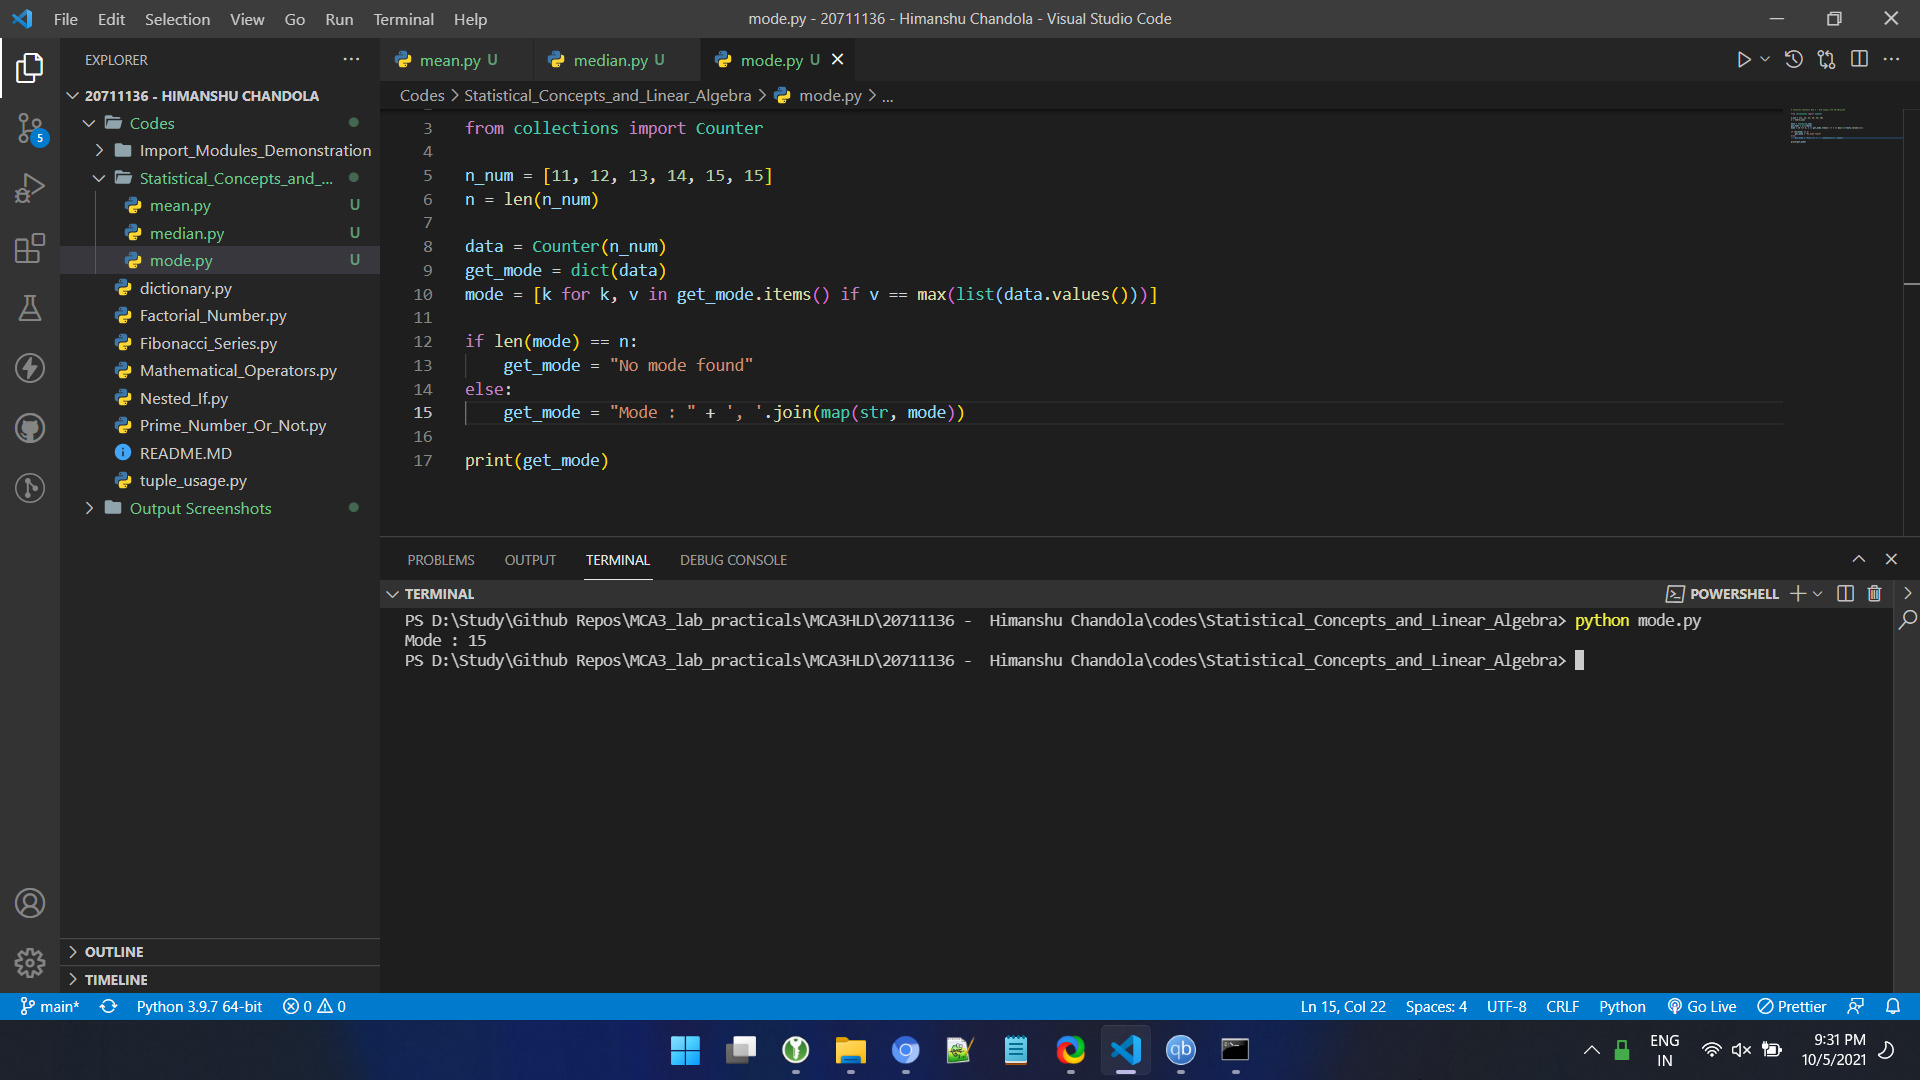 File Edit Selection View Go Run Terminal Help
mode.py - 20711136 - Himanshu Chandola - Visual Studio Code
EXPLORER
20711136 - HIMANSHU CHANDOLA
Codes
Import_Modules_Demonstration
Statistical_Concepts_and_...
mean.py U
median.py U
mode.py U
dictionary.py
Factorial_Number.py
Fibonacci_Series.py
Mathematical_Operators.py
Nested_If.py
Prime_Number_Or_Not.py
README.MD
tuple_usage.py
Output Screenshots
OUTLINE
TIMELINE
5
mean.py U median.py U mode.py U
Codes > Statistical_Concepts_and_Linear_Algebra > mode.py > ...
3 from collections import Counter
4
5 n_num = [11, 12, 13, 14, 15, 15]
6 n = len(n_num)
7
8 data = Counter(n_num)
9 get_mode = dict(data)
10 mode = [k for k, v in get_mode.items() if v == max(list(data.values()))]
11
12 if len(mode) == n:
13 get_mode = "No mode found"
14 else:
15 get_mode = "Mode : " + ', '.join(map(str, mode))
16
17 print(get_mode)
PROBLEMS OUTPUT TERMINAL DEBUG CONSOLE
TERMINAL
POWERSHELL
PS D:\Study\Github Repos\MCA3_lab_practicals\MCA3HLD\20711136 -  Himanshu Chandola\codes\Statistical_Concepts_and_Linear_Algebra> python mode.py
Mode : 15
PS D:\Study\Github Repos\MCA3_lab_practicals\MCA3HLD\20711136 -  Himanshu Chandola\codes\Statistical_Concepts_and_Linear_Algebra>
main* Python 3.9.7 64-bit 0 0
Ln 15, Col 22 Spaces: 4 UTF-8 CRLF Python Go Live Prettier
qb
ENG
IN
9:31 PM
10/5/2021